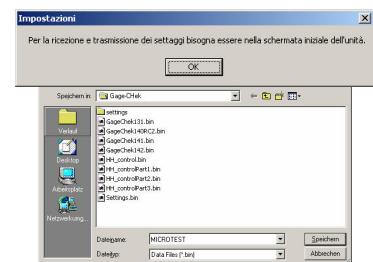 Impostazioni
Per la ricezione e trasmissione dei settaggi bisogna essere nella schermata iniziale dell'unità.
OK
Speichern in: Gage-CHek
settings
GageChek131.bin
GageChek140RC2.bin
GageChek141.bin
GageChek142.bin
HH_control.bin
HH_controlPart1.bin
HH_controlPart2.bin
HH_controlPart3.bin
Settings.bin
Verlauf
Desktop
Arbeitsplatz
Netzwerkung...
Dateiname: MICROTEST Speichern
Dateityp: Data Files (*.bin) Abbrechen